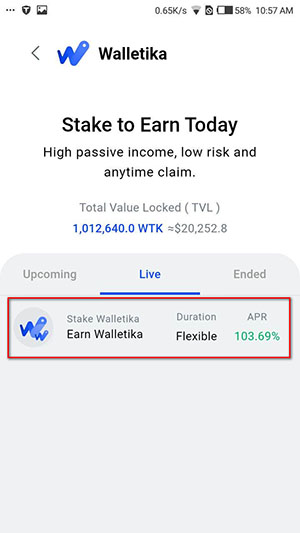 0.65K/s 58% 10:57 AM
Walletika
Stake to Earn Today
High passive income, low risk and
anytime claim.
Total Value Locked ( TVL )
1,012,640.0 WTK ≈$20,252.8
Upcoming Live Ended
Stake Walletika Duration APR
Earn Walletika Flexible 103.69%